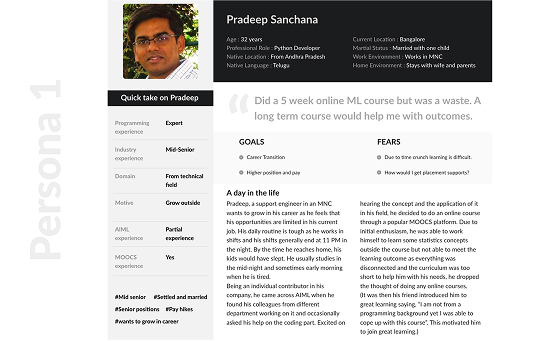 Persona 1
Pradeep Sanchana
Age : 32 years
Professional Role : Python Developer
Native Location : From Andhra Pradesh
Native Language : Telugu
Current Location : Bangalore
Martial Status : Married with one child
Work Environment : Works in MNC
Home Environment : Stays with wife and parents
Quick take on Pradeep
Programming experience
Expert
Industry experience
Mid-Senior
Domain
From technical field
Motive
Grow outside
AIML experience
Partial experience
MOOCS experience
Yes
#Mid senior #Settled and married
#Senior positions #Pay hikes
#wants to grow in career
“ Did a 5 week online ML course but was a waste. A
long term course would help me with outcomes.
GOALS
Career Transition
Higher position and pay
FEARS
Due to time crunch learning is difficult.
How would I get placement supports?
A day in the life
Pradeep, a support engineer in an MNC
wants to grow in his career as he feels that
his opportunities are limited in his current
job. His daily routine is tough as he works in
shifts and his shifts generally end at 11 PM in
the night. By the time he reaches home, his
kids would have slept. He usually studies in
the mid-night and sometimes early morning
when he is tired.
Being an individual contributor in his
company, he came across AIML when he
found his colleagues from different
department working on it and occasionally
asked his help on the coding part. Excited on
hearing the concept and the application of it
in his field, he decided to do an online course
through a popular MOOCS platform. Due to
initial enthusiasm, he was able to work
himself to learn some statistics concepts
outside the course but not able to meet the
learning outcome as everything was
disconnected and the curriculum was too
short to help him with his needs, he dropped
the thought of doing any online courses.
(It was then his friend introduced him to
great learning saying, "I am not from a
programming background yet I was able to
cope up with this course". This motivated him
to join great learning.)